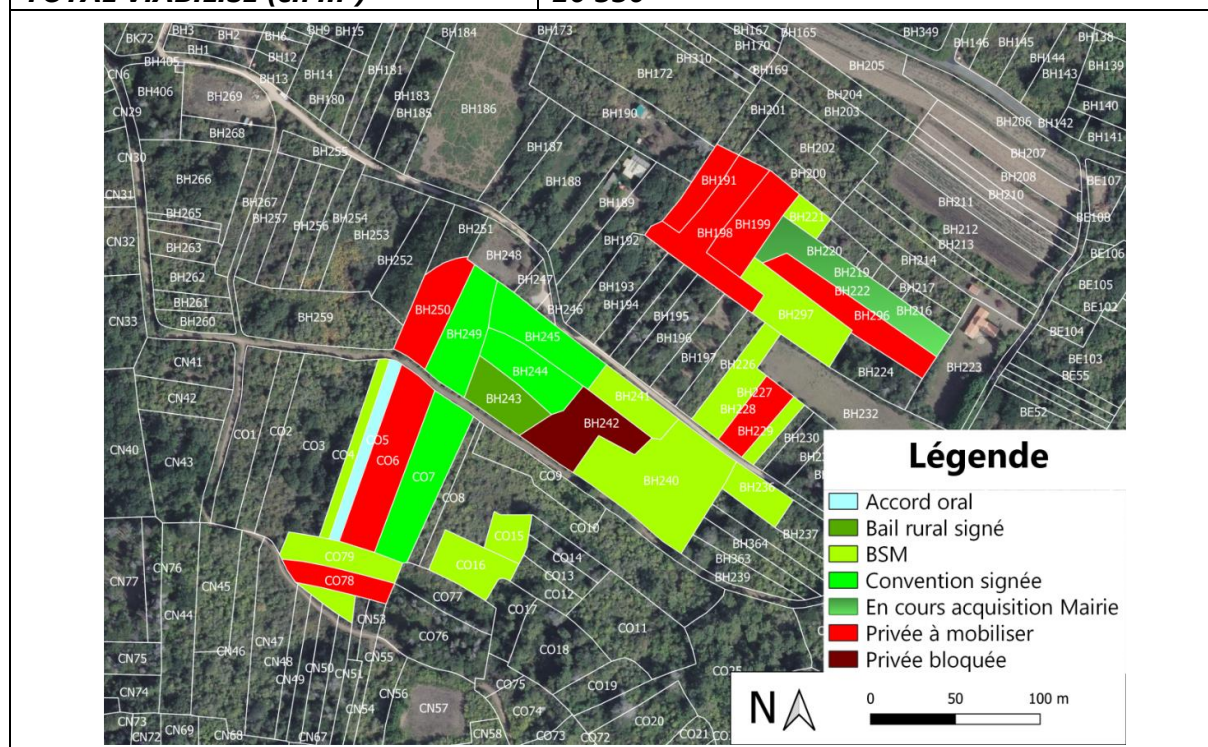 BH3 BH2 BH6 BH9 BH15 BH184 BH173 BH167 BH165 BH349 BH146 BH145 BH138
BK72 BH1 BH12 BH170 BH144 BH139
BH405 BH13 BH14 BH181 BH310 BH169 BH205 BH143
CN6 BH406 BH269 BH180 BH183 BH186 BH172 BH204 BH140
CN29 BH185 BH190 BH201 BH203 BH206 BH142 BH141
BH268 BH187 BH202 BH207
CN30 BH255 BH188 BH191 BH200 BH208 BE107
BH266 BH267 BH189 BH210
CN31 BH257 BH256 BH254 BH199 BH221 BH211 BE108
BH265 BH253 BH251 BH192 BH198 BH212
CN32 BH263 BH252 BH248 BH220 BH213 BE106
BH262 BH247 BH193 BH219 BH214 BE105
BH261 BH250 BH246 BH194 BH222 BH217 BE102
CN33 BH260 BH259 BH249 BH245 BH195 BH297 BH296 BH216 BE104
CN41 BH196 BH223 BE103
BH244 BH197 BH226 BH224 BE55
CN42 BH243 BH241 BH227 BH232 BE52
CO1 CO2 CO3 CO4 CO5 CO6 CO7 BH242 BH228 BH229 BH230
CN40 CN43 CO8 CO9 BH240 BH236 BH237
CO10 BH364
CO15 CO14 BH363
CN77 CN76 CN45 CO79 CO16 CO13 BH239
CO78 CO77 CO12
CN44 CN53 CO17 CO11
CN47 CO76
CN75 CN46 CN48 CN50 CN55 CO18
CN74 CN49 CN51 CN56 CO75 CO19
CN73 CN69 CN54 CN57 CO74 CO20
CN72 CN68 CN67 CN58 CO73 CO72 CO21
Légende
Accord oral
Bail rural signé
BSM
Convention signée
En cours acquisition Mairie
Privée à mobiliser
Privée bloquée
N
0 50 100 m